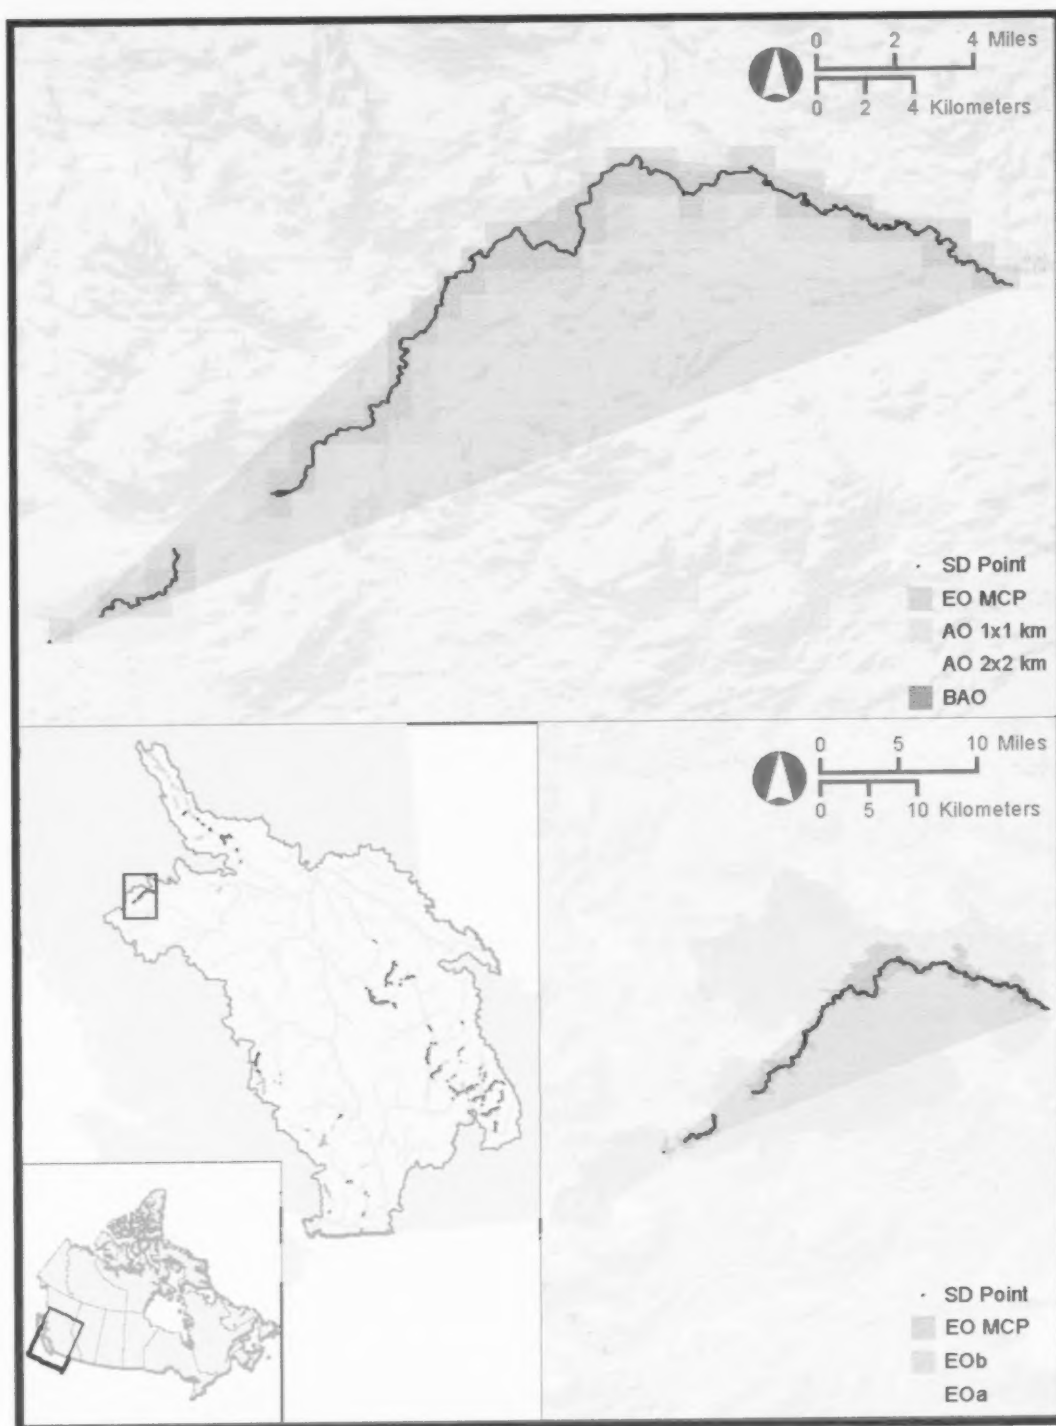 0 2 4 Miles
0 2 4 Kilometers
SD Point
EO MCP
AO 1x1 km
AO 2x2 km
BAO
0 5 10 Miles
0 5 10 Kilometers
SD Point
EO MCP
EOb
EOa